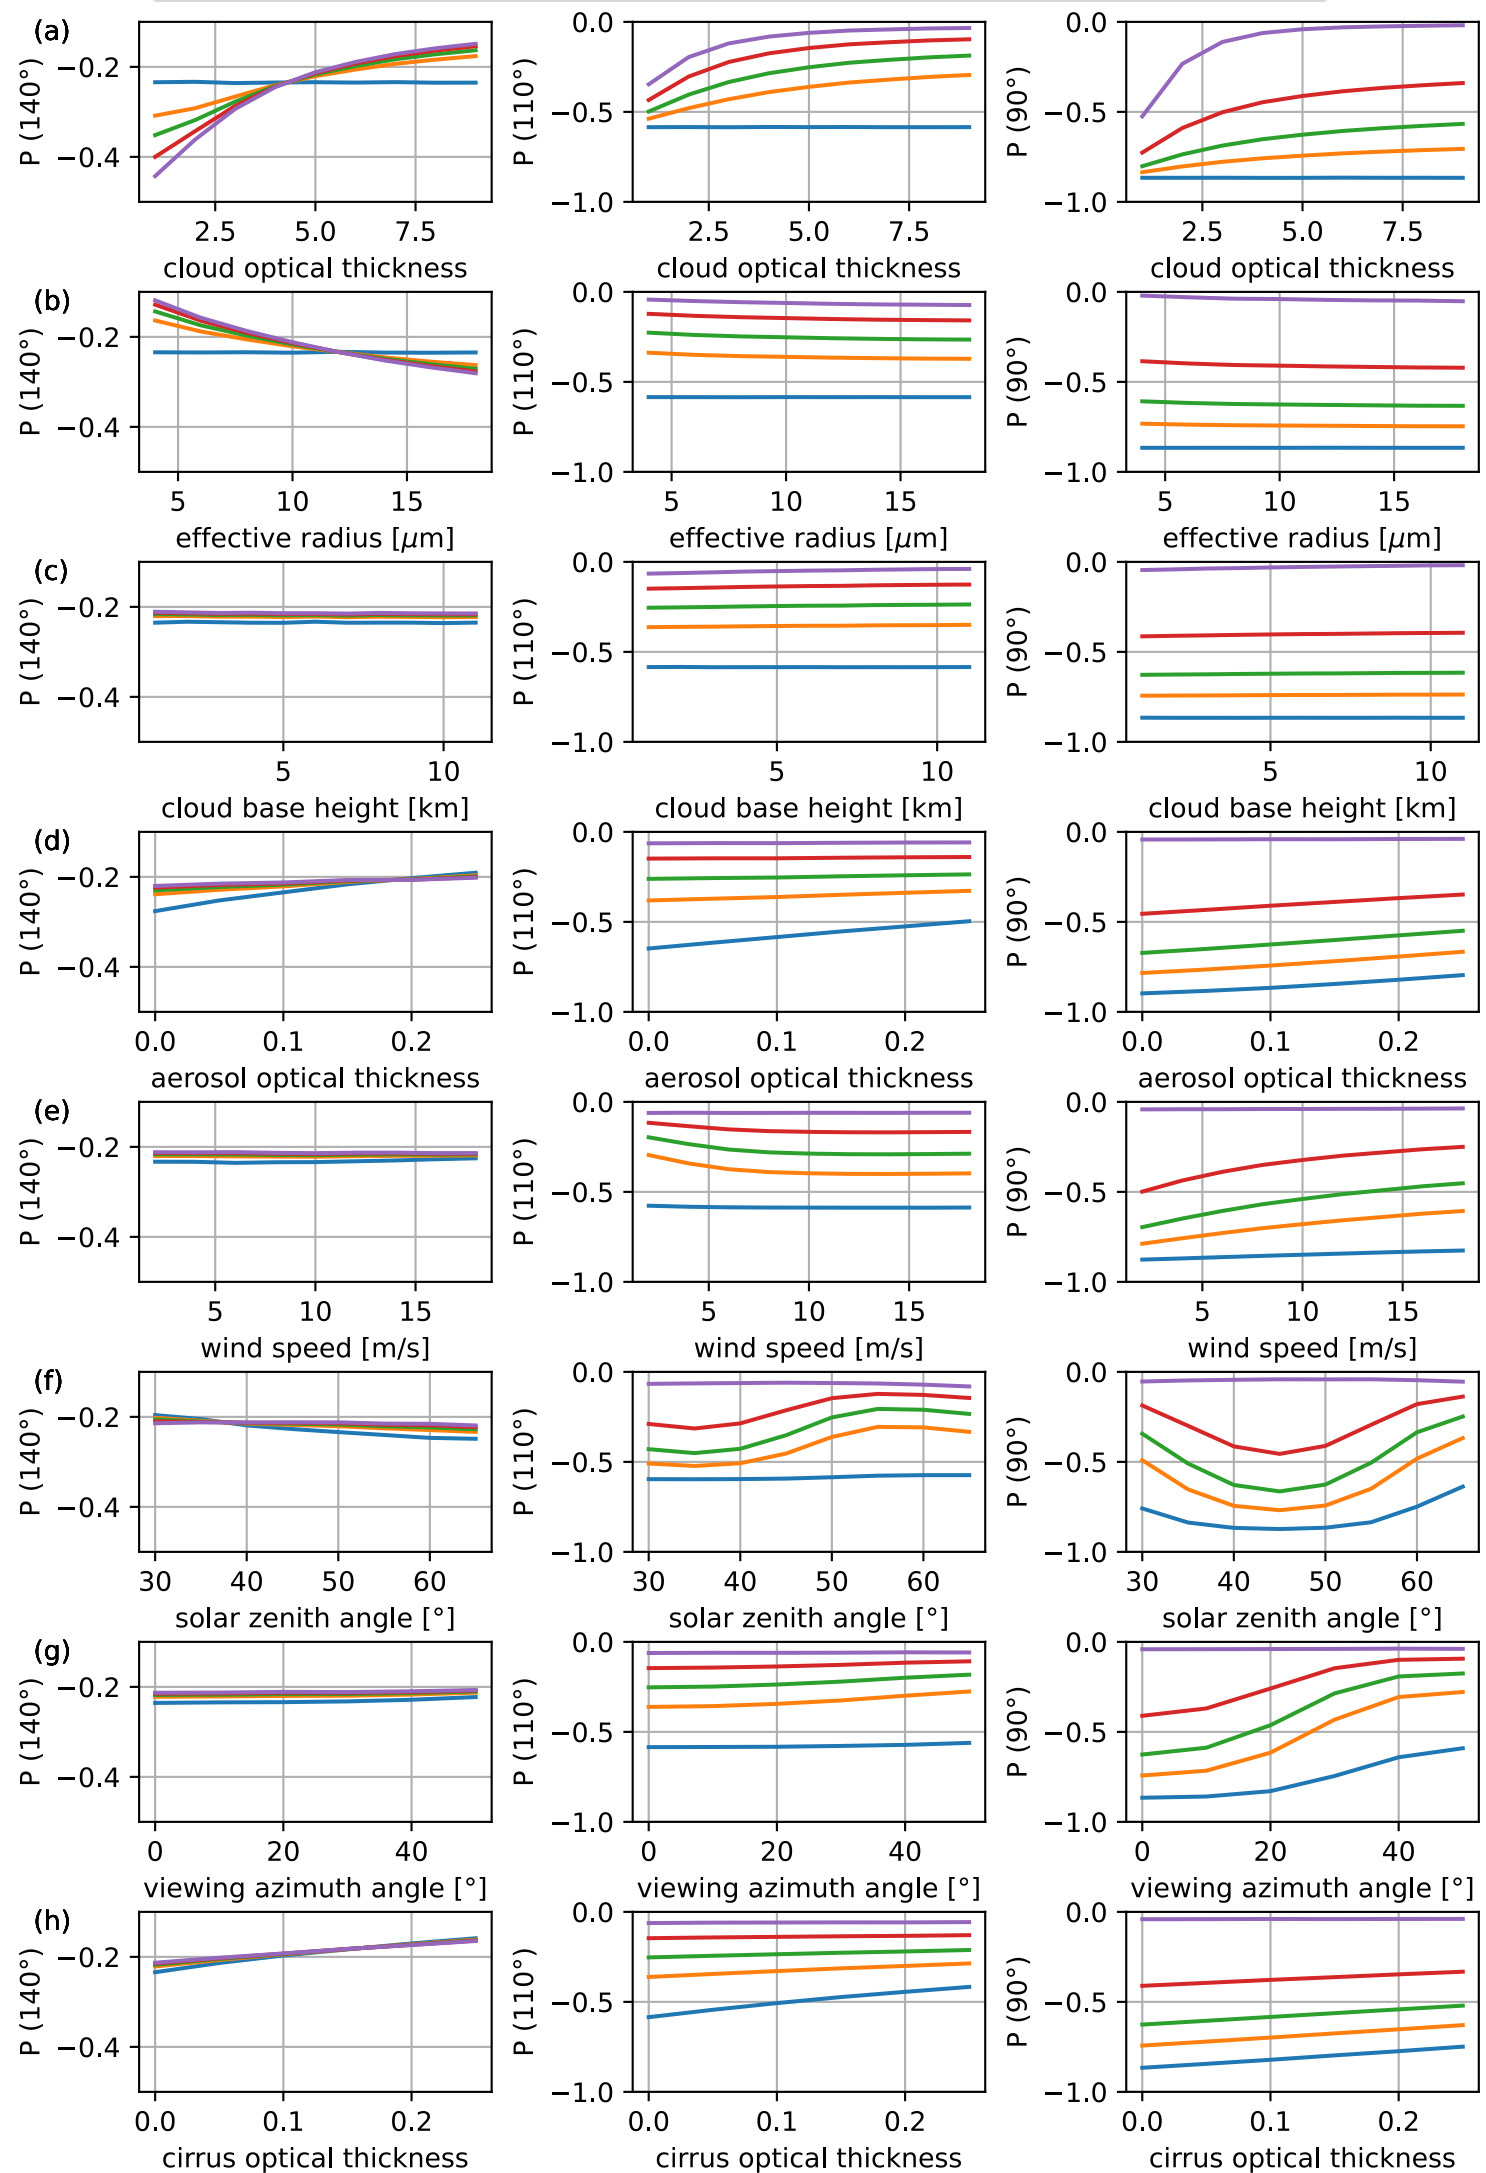 (a)
P (140°)
−0.2
−0.4
2.5 5.0 7.5
cloud optical thickness
P (110°)
0.0
−0.5
−1.0
2.5 5.0 7.5
cloud optical thickness
P (90°)
0.0
−0.5
−1.0
2.5 5.0 7.5
cloud optical thickness
(b)
P (140°)
−0.2
−0.4
5 10 15
effective radius [μm]
P (110°)
0.0
−0.5
−1.0
5 10 15
effective radius [μm]
P (90°)
0.0
−0.5
−1.0
5 10 15
effective radius [μm]
(c)
P (140°)
−0.2
−0.4
5 10
cloud base height [km]
P (110°)
0.0
−0.5
−1.0
5 10
cloud base height [km]
P (90°)
0.0
−0.5
−1.0
5 10
cloud base height [km]
(d)
P (140°)
−0.2
−0.4
0.0 0.1 0.2
aerosol optical thickness
P (110°)
0.0
−0.5
−1.0
0.0 0.1 0.2
aerosol optical thickness
P (90°)
0.0
−0.5
−1.0
0.0 0.1 0.2
aerosol optical thickness
(e)
P (140°)
−0.2
−0.4
5 10 15
wind speed [m/s]
P (110°)
0.0
−0.5
−1.0
5 10 15
wind speed [m/s]
P (90°)
0.0
−0.5
−1.0
5 10 15
wind speed [m/s]
(f)
P (140°)
−0.2
−0.4
30 40 50 60
solar zenith angle [°]
P (110°)
0.0
−0.5
−1.0
30 40 50 60
solar zenith angle [°]
P (90°)
0.0
−0.5
−1.0
30 40 50 60
solar zenith angle [°]
(g)
P (140°)
−0.2
−0.4
0 20 40
viewing azimuth angle [°]
P (110°)
0.0
−0.5
−1.0
0 20 40
viewing azimuth angle [°]
P (90°)
0.0
−0.5
−1.0
0 20 40
viewing azimuth angle [°]
(h)
P (140°)
−0.2
−0.4
0.0 0.1 0.2
cirrus optical thickness
P (110°)
0.0
−0.5
−1.0
0.0 0.1 0.2
cirrus optical thickness
P (90°)
0.0
−0.5
−1.0
0.0 0.1 0.2
cirrus optical thickness